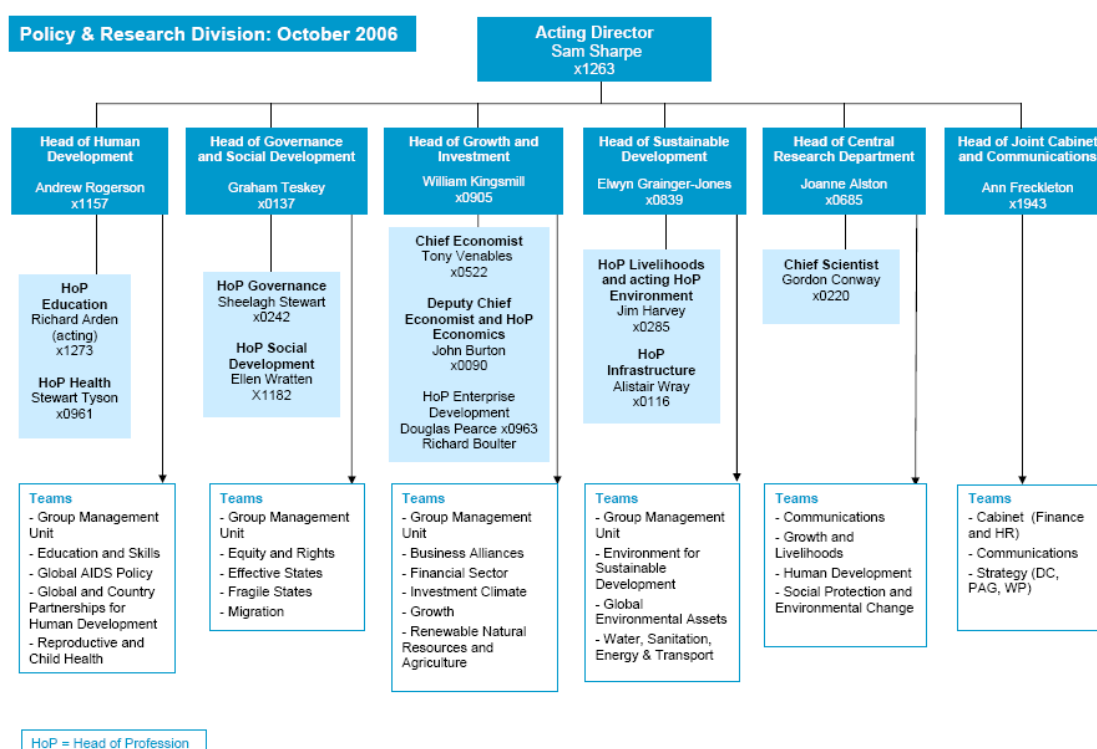 Policy & Research Division: October 2006
Acting Director
Sam Sharpe
x1263
Head of Human
Development
Andrew Rogerson
x1157
Head of Governance
and Social Development
Graham Teskey
x0137
Head of Growth and
Investment
William Kingsmill
x0905
Head of Sustainable
Development
Elwyn Grainger-Jones
x0839
Head of Central
Research Department
Joanne Alston
x0685
Head of Joint Cabinet
and Communications
Ann Freckleton
x1943
HoP
Education
Richard Arden
(acting)
x1273
HoP Health
Stewart Tyson
x0961
HoP Governance
Sheelagh Stewart
x0242
HoP Social
Development
Ellen Wratten
X1182
Chief Economist
Tony Venables
x0522
Deputy Chief
Economist and HoP
Economics
John Burton
x0090
HoP Enterprise
Development
Douglas Pearce x0963
Richard Boulter
HoP Livelihoods
and acting HoP
Environment
Jim Harvey
x0285
HoP
Infrastructure
Alistair Wray
x0116
Chief Scientist
Gordon Conway
x0220
Teams
- Group Management
Unit
- Education and Skills
- Global AIDS Policy
- Global and Country
Partnerships for
Human Development
- Reproductive and
Child Health
Teams
- Group Management
Unit
- Equity and Rights
- Effective States
- Fragile States
- Migration
Teams
- Group Management
Unit
- Business Alliances
- Financial Sector
- Investment Climate
- Growth
- Renewable Natural
Resources and
Agriculture
Teams
- Group Management
Unit
- Environment for
Sustainable
Development
- Global
Environmental Assets
- Water, Sanitation,
Energy & Transport
Teams
- Communications
- Growth and
Livelihoods
- Human Development
- Social Protection and
Environmental Change
Teams
- Cabinet (Finance
and HR)
- Communications
- Strategy (DC,
PAG, WP)
HoP = Head of Profession